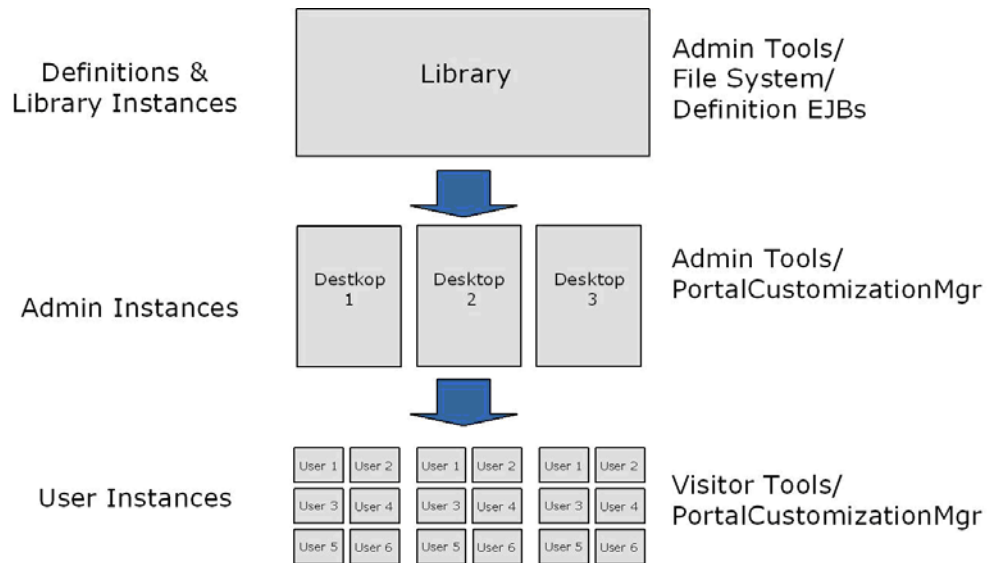 Definitions &
Library Instances
Library
Admin Tools/
File System/
Definition EJBs
Admin Instances
Destkop
1
Desktop
2
Desktop
3
Admin Tools/
PortalCustomizationMgr
User Instances
User 1 User 2 User 1 User 2 User 1 User 2
User 3 User 4 User 3 User 4 User 3 User 4
User 5 User 6 User 5 User 6 User 5 User 6
Visitor Tools/
PortalCustomizationMgr